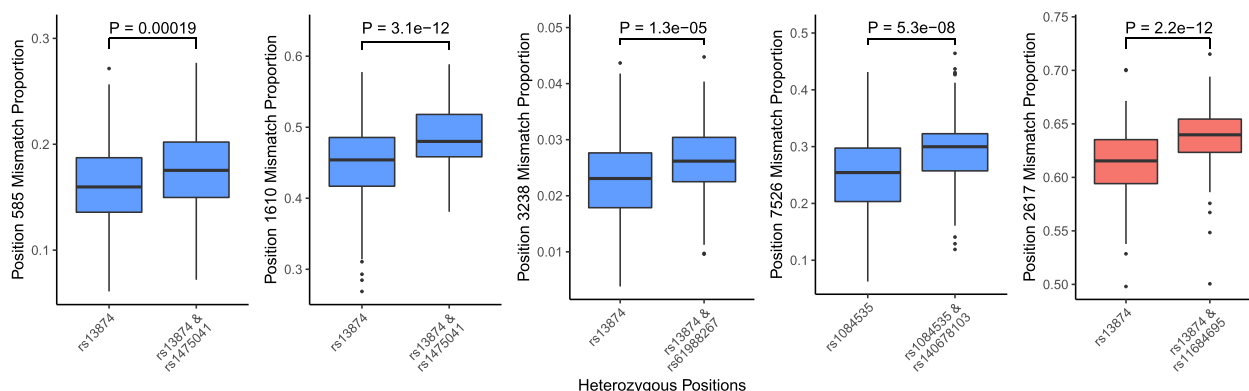 Position 585 Mismatch Proportion
P = 0.00019
0.3
0.2
0.1
rs13874
rs13874 &
rs1475041
Position 1610 Mismatch Proportion
P = 3.1e−12
0.6
0.5
0.4
0.3
rs13874
rs13874 &
rs1475041
Position 3238 Mismatch Proportion
P = 1.3e−05
0.05
0.04
0.03
0.02
0.01
rs13874
rs13874 &
rs61988267
Position 7526 Mismatch Proportion
P = 5.3e−08
0.5
0.4
0.3
0.2
0.1
rs1084535
rs1084535 &
rs140678103
Position 2617 Mismatch Proportion
P = 2.2e−12
0.75
0.70
0.65
0.60
0.55
0.50
rs13874
rs13874 &
rs11684695
Heterozygous Positions